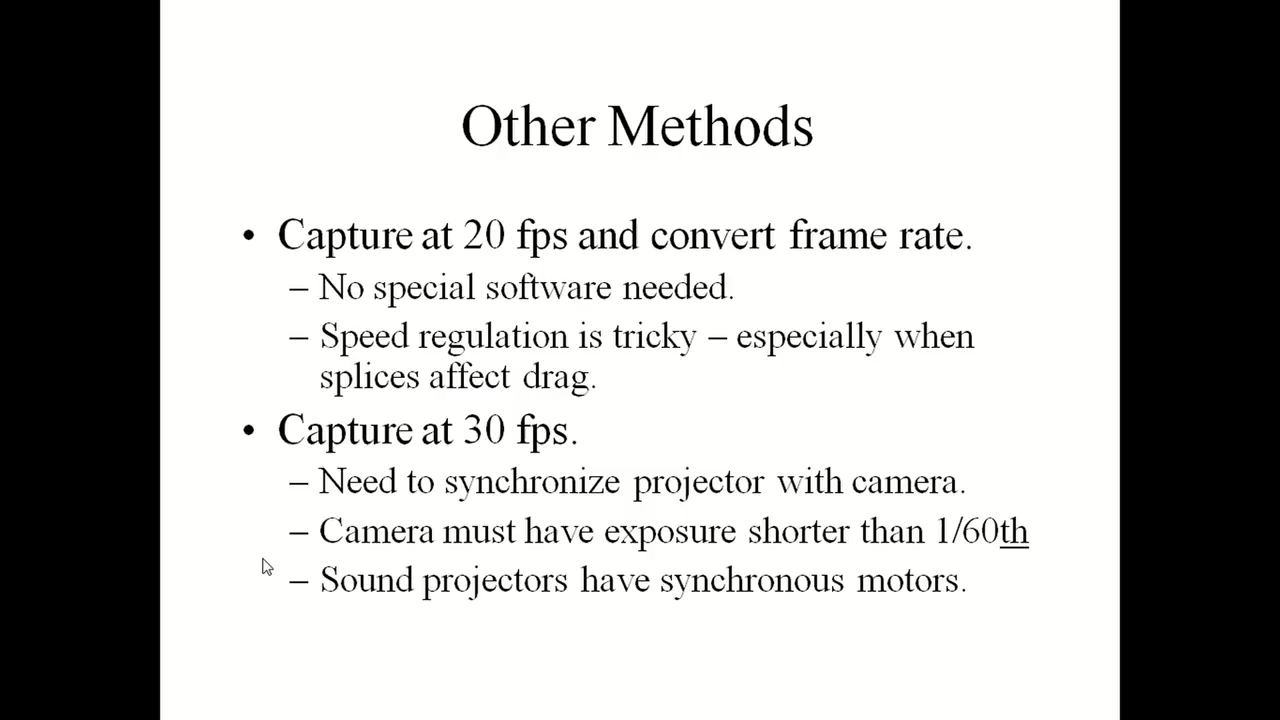 Other Methods
• Capture at 20 fps and convert frame rate.
– No special software needed.
– Speed regulation is tricky – especially when
splices affect drag.
• Capture at 30 fps.
– Need to synchronize projector with camera.
– Camera must have exposure shorter than 1/60th
– Sound projectors have synchronous motors.